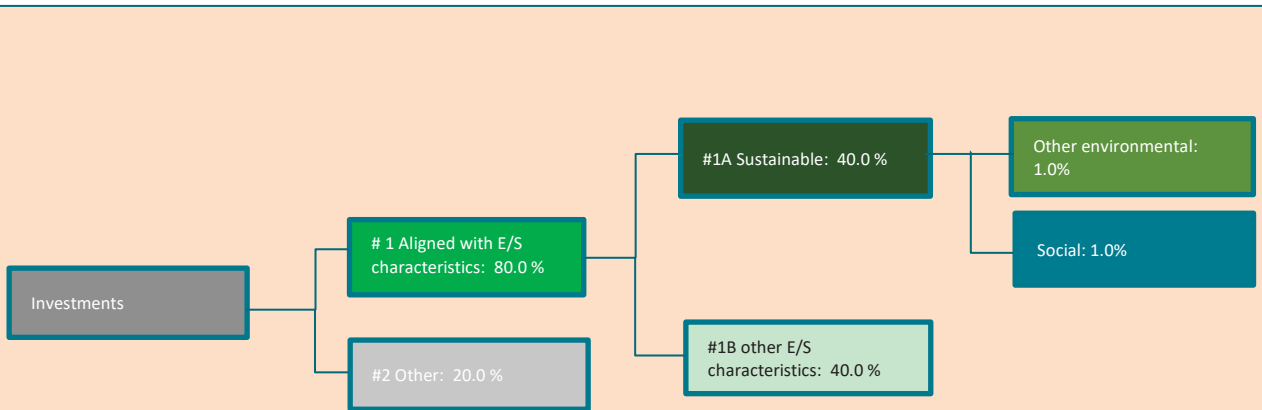 Investments
# 1 Aligned with E/S
characteristics: 80.0 %
#2 Other: 20.0 %
#1A Sustainable: 40.0 %
#1B other E/S
characteristics: 40.0 %
Other environmental:
1.0%
Social: 1.0%